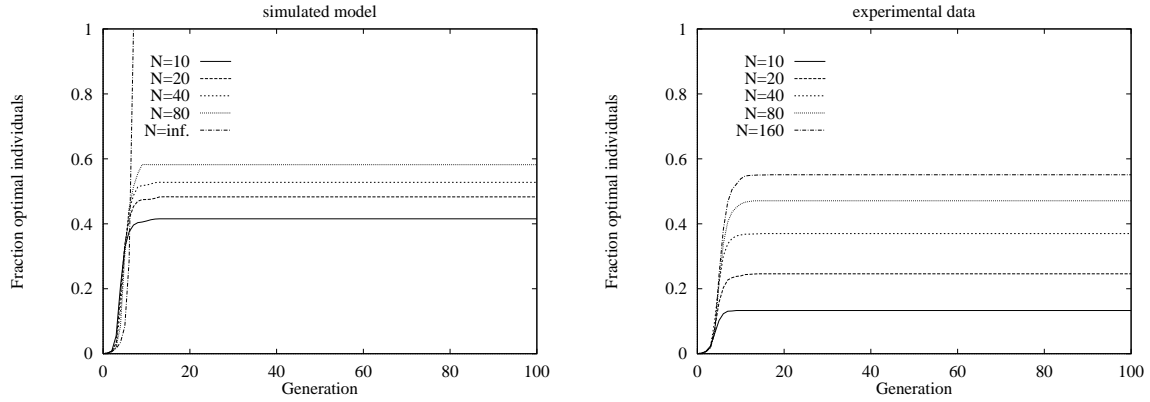 simulated model
1
0.8
0.6
0.4
0.2
0
0 20 40 60 80 100
Fraction optimal individuals
Generation
N=10
N=20
N=40
N=80
N=inf.
experimental data
1
0.8
0.6
0.4
0.2
0
0 20 40 60 80 100
Fraction optimal individuals
Generation
N=10
N=20
N=40
N=80
N=160